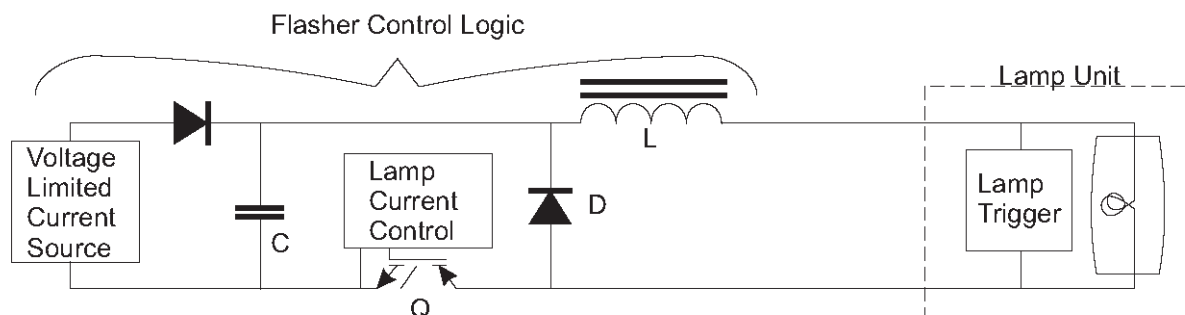 Flasher Control Logic
Lamp Unit
Voltage
Limited
Current
Source
C
Lamp
Current
Control
Q
D
L
Lamp
Trigger